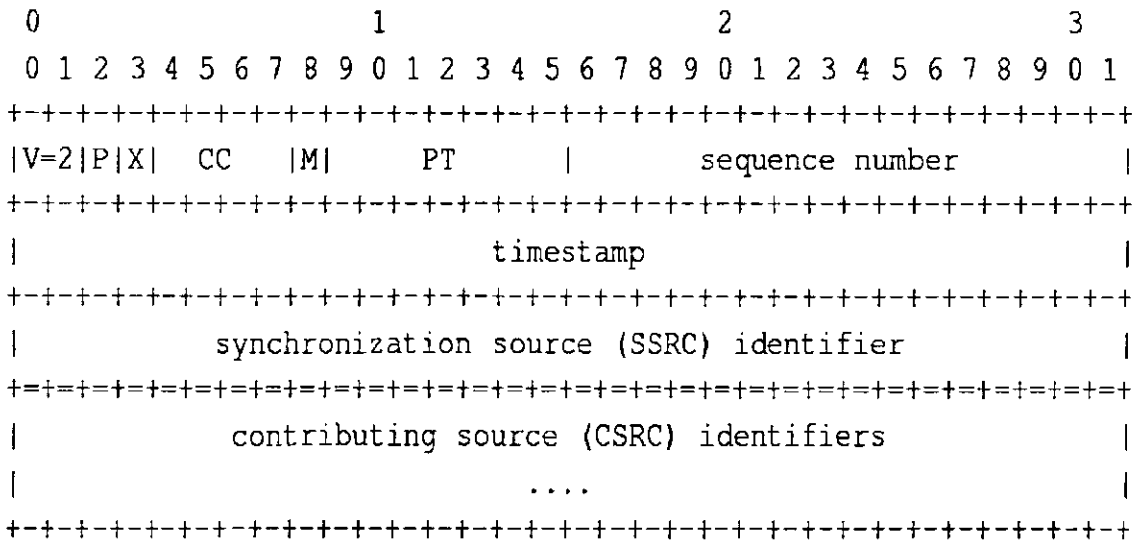 0                   1                   2                   3
 0 1 2 3 4 5 6 7 8 9 0 1 2 3 4 5 6 7 8 9 0 1 2 3 4 5 6 7 8 9 0 1
+-+-+-+-+-+-+-+-+-+-+-+-+-+-+-+-+-+-+-+-+-+-+-+-+-+-+-+-+-+-+-+-+
|V=2|P|X|  CC   |M|     PT      |       sequence number         |
+-+-+-+-+-+-+-+-+-+-+-+-+-+-+-+-+-+-+-+-+-+-+-+-+-+-+-+-+-+-+-+-+
|                           timestamp                           |
+-+-+-+-+-+-+-+-+-+-+-+-+-+-+-+-+-+-+-+-+-+-+-+-+-+-+-+-+-+-+-+-+
|           synchronization source (SSRC) identifier            |
+=+=+=+=+=+=+=+=+=+=+=+=+=+=+=+=+=+=+=+=+=+=+=+=+=+=+=+=+=+=+=+=+
|            contributing source (CSRC) identifiers             |
|                             ....                              |
+-+-+-+-+-+-+-+-+-+-+-+-+-+-+-+-+-+-+-+-+-+-+-+-+-+-+-+-+-+-+-+-+